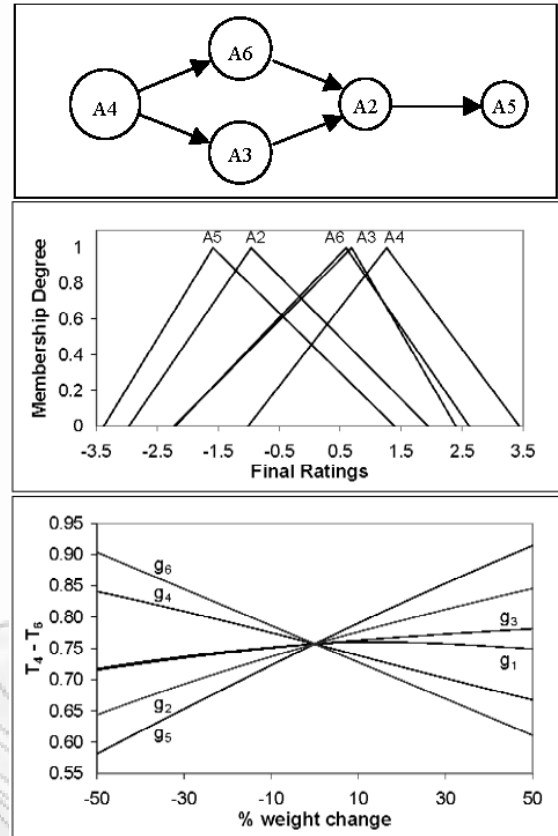 A4
A6
A3
A2
A5
A5 A2 A6 A3 A4
Membership Degree
1
0.8
0.6
0.4
0.2
0
-3.5 -2.5 -1.5 -0.5 0.5 1.5 2.5 3.5
Final Ratings
T4 - T6
0.95
0.90
0.85
0.80
0.75
0.70
0.65
0.60
0.55
g6
g4
g3
g1
g2
g5
-50 -30 -10 10 30 50
% weight change